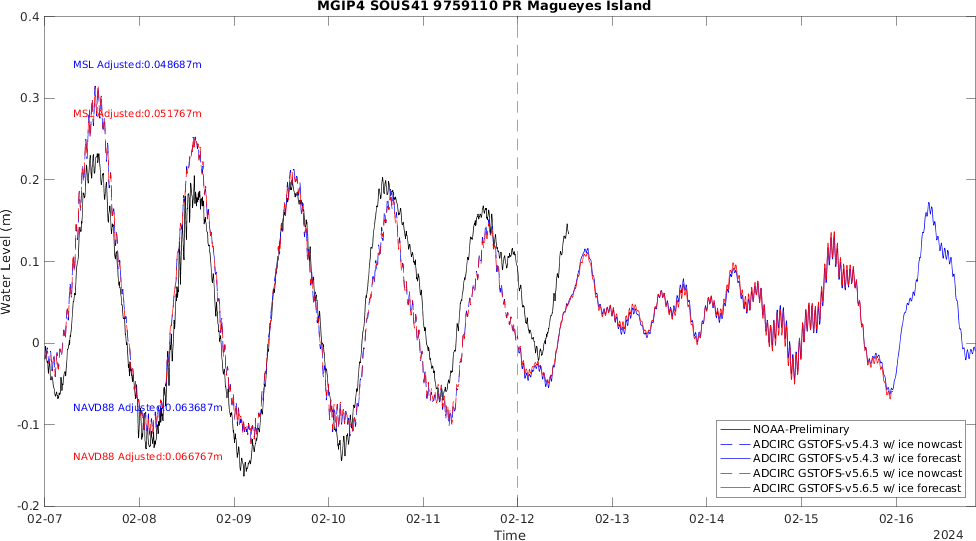 MGIP4 SOUS41 9759110 PR Magueyes Island
0.4
0.3
0.2
0.1
0
-0.1
-0.2
Water Level (m)
MSL Adjusted:0.048687m
MSL Adjusted:0.051767m
NAVD88 Adjusted:0.063687m
NAVD88 Adjusted:0.066767m
NOAA-Preliminary
ADCIRC GSTOFS-v5.4.3 w/ ice nowcast
ADCIRC GSTOFS-v5.4.3 w/ ice forecast
ADCIRC GSTOFS-v5.6.5 w/ ice nowcast
ADCIRC GSTOFS-v5.6.5 w/ ice forecast
02-07 02-08 02-09 02-10 02-11 02-12 02-13 02-14 02-15 02-16
Time
2024